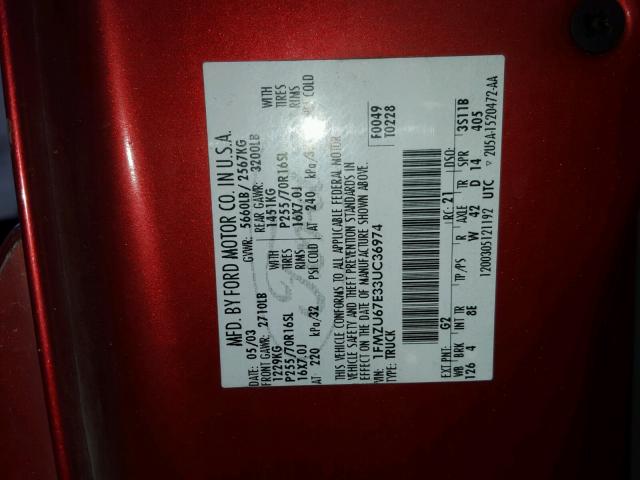 MFD. BY FORD MOTOR CO. IN U.S.A.
DATE: 05/03 GVWR: 5660LB/ 2567KG
FRONT GAWR: 2710LB REAR GAWR: 3200LB
1229KG WITH 1451KG WITH
P255/70R16SL TIRES P255/70R16SL TIRES
16X7.0J RIMS 16X7.0J RIMS
AT 220 kPa/32 PSI COLD AT 240 kPa/ PSI COLD
THIS VEHICLE CONFORMS TO ALL APPLICABLE FEDERAL MOTOR
VEHICLE SAFETY AND THEFT PREVENTION STANDARDS IN
EFFECT ON THE DATE OF MANUFACTURE SHOWN ABOVE.
VIN: 1FMZU67E33UC36974 F0049
TYPE: TRUCK T0228
EXT PNT: G2 RC: 21 DSO:
WB BRK INT TR TP/PS R AXLE TR SPR 3S11B
126 4 8E W 42 D 14 405
1200305121192 UTC ▽ 2U5A-1520472-AA